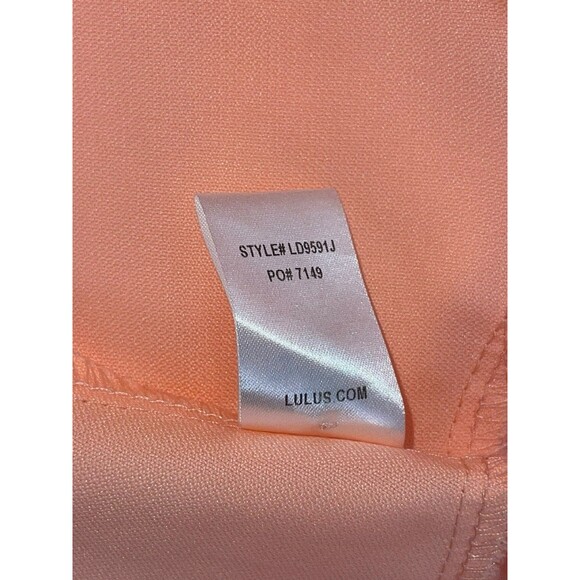 STYLE# LD9591J
PO# 7149
LULUS COM